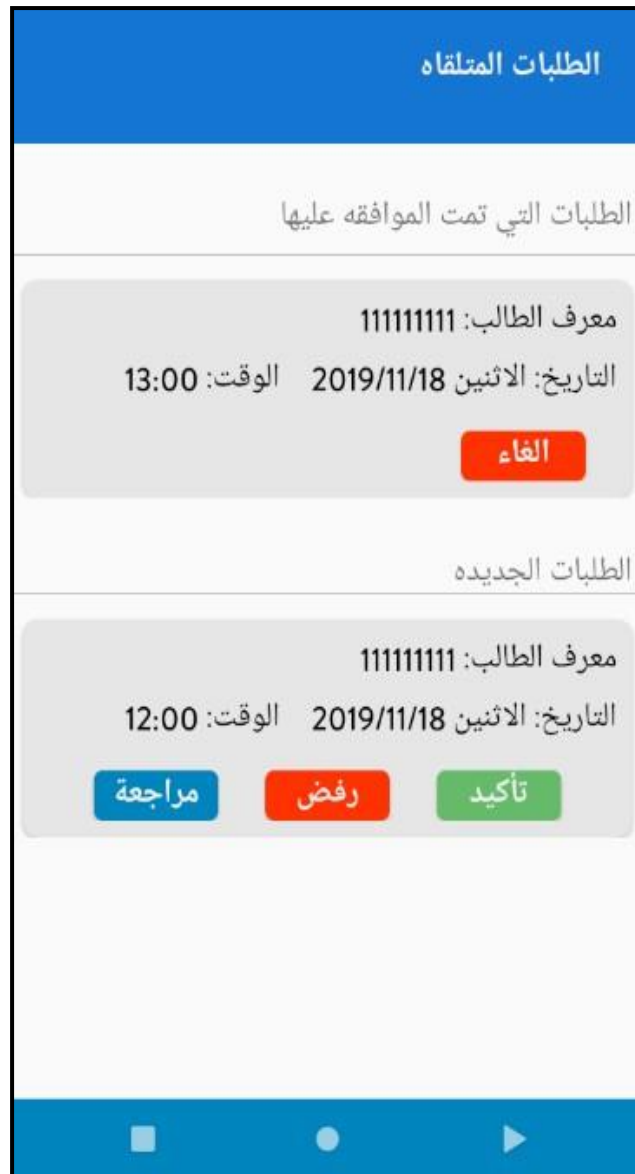 الطلبات المتلقاه
الطلبات التي تمت الموافقه عليها
معرف الطالب: 111111111
التاريخ: الاثنين 2019/11/18 الوقت: 13:00
الغاء
الطلبات الجديده
معرف الطالب: 111111111
التاريخ: الاثنين 2019/11/18 الوقت: 12:00
تأكيد رفض مراجعة